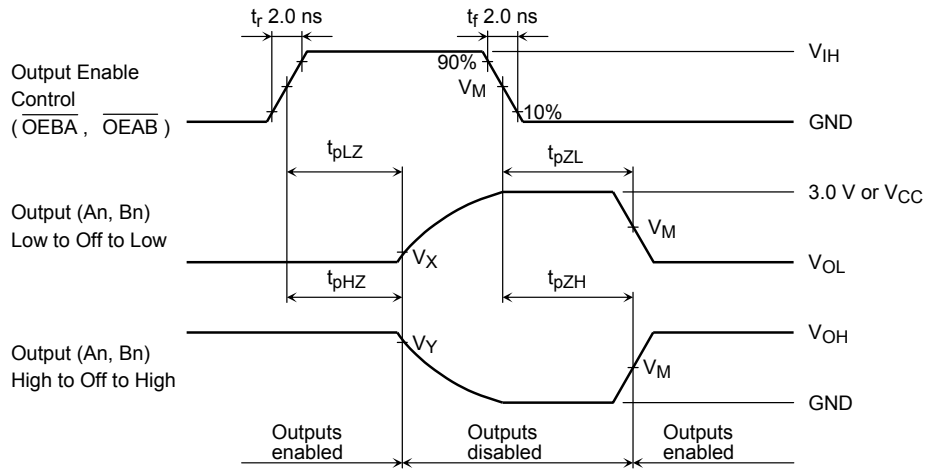 tr 2.0 ns
tf 2.0 ns
Output Enable
Control
( OEBA , OEAB )
90%
VM
10%
VIH
GND
tpLZ
tpZL
3.0 V or VCC
Output (An, Bn)
Low to Off to Low
VX
VM
VOL
tpHZ
tpZH
Output (An, Bn)
High to Off to High
VY
VM
VOH
GND
Outputs
enabled
Outputs
disabled
Outputs
enabled